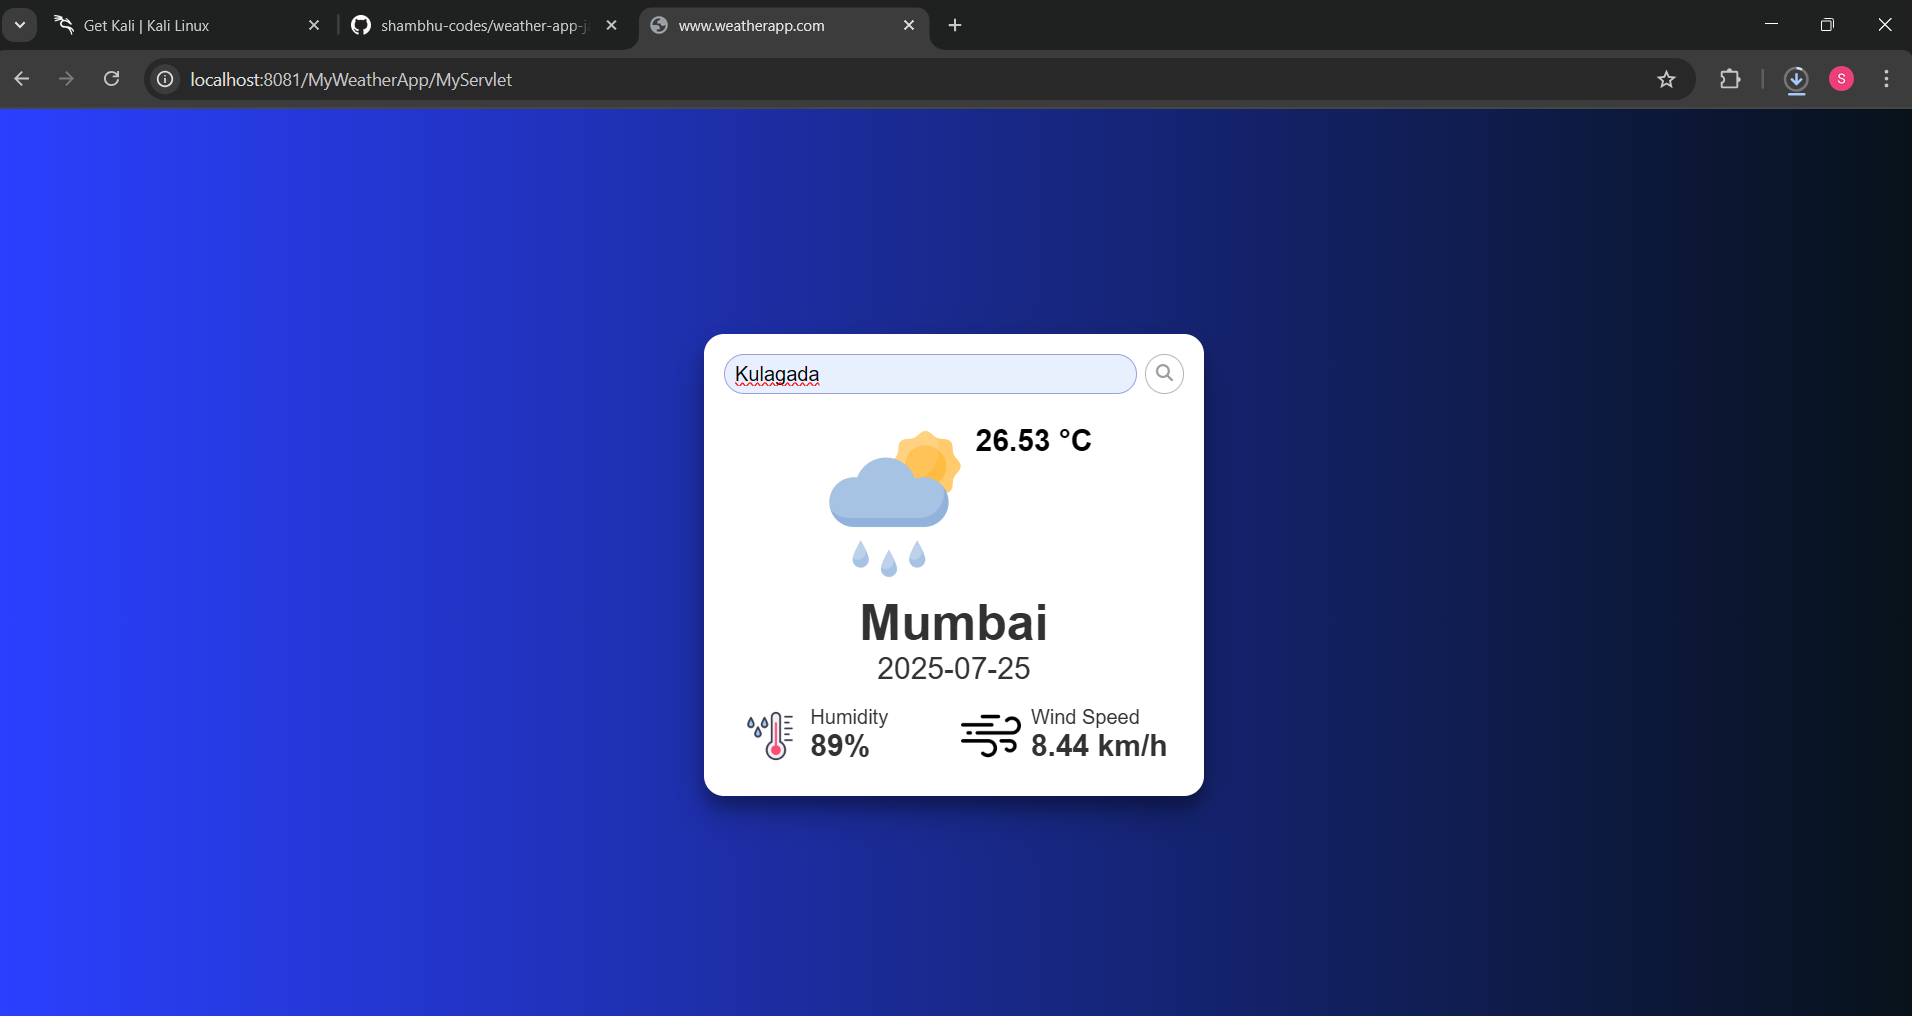 Get Kali | Kali Linux
shambhu-codes/weather-app-j
www.weatherapp.com
localhost:8081/MyWeatherApp/MyServlet
S
Kulagada
26.53 °C
Mumbai
2025-07-25
Humidity
89%
Wind Speed
8.44 km/h